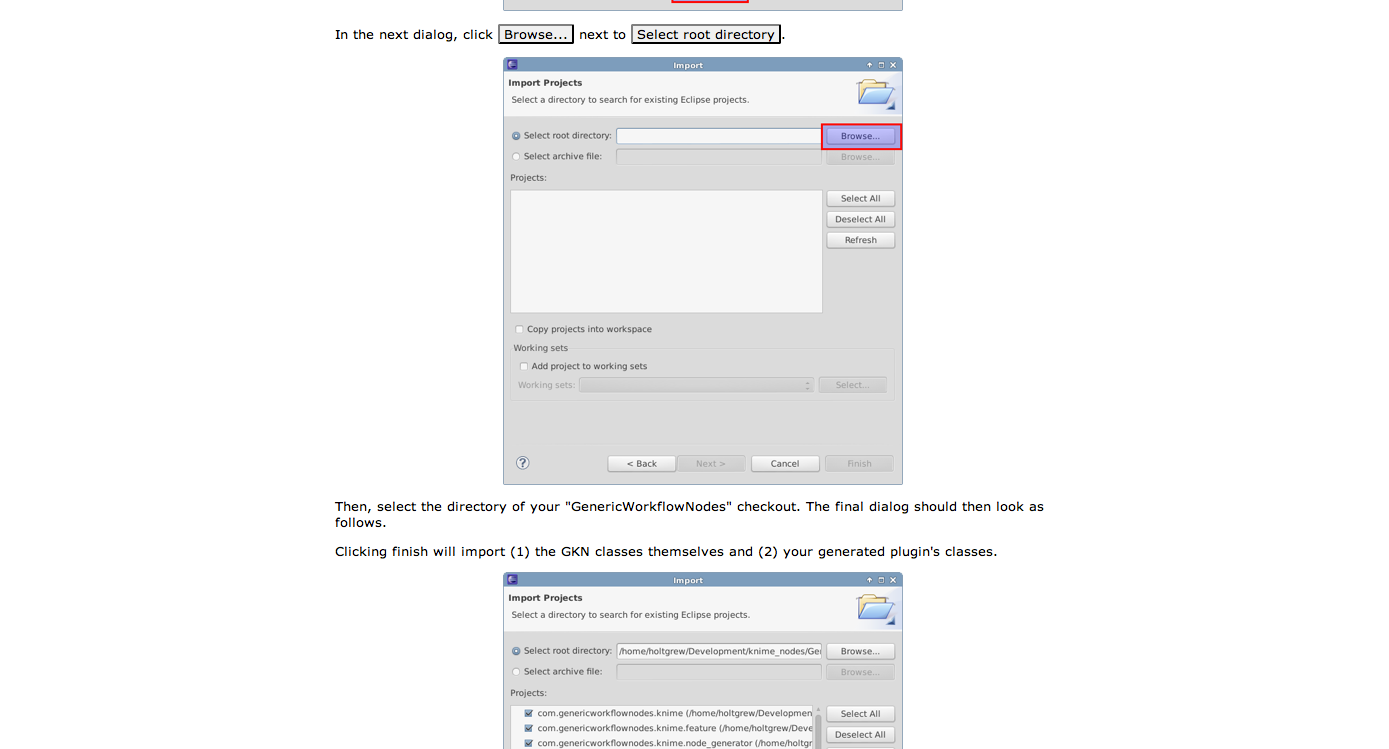 In the next dialog, click Browse... next to Select root directory.
Import
Import Projects
Select a directory to search for existing Eclipse projects.
Select root directory: Browse...
Select archive file: Browse...
Projects:
Select All
Deselect All
Refresh
Copy projects into workspace
Working sets
Add project to working sets
Working sets: Select...
? < Back Next > Cancel Finish
Then, select the directory of your "GenericWorkflowNodes" checkout. The final dialog should then look as
follows.
Clicking finish will import (1) the GKN classes themselves and (2) your generated plugin's classes.
Import
Import Projects
Select a directory to search for existing Eclipse projects.
Select root directory: /home/holtgrew/Development/knime_nodes/Ge Browse...
Select archive file: Browse...
Projects:
com.genericworkflownodes.knime (/home/holtgrew/Developmen Select All
com.genericworkflownodes.knime.feature (/home/holtgrew/Deve
Deselect All
com.genericworkflownodes.knime.node_generator (/home/holtgr